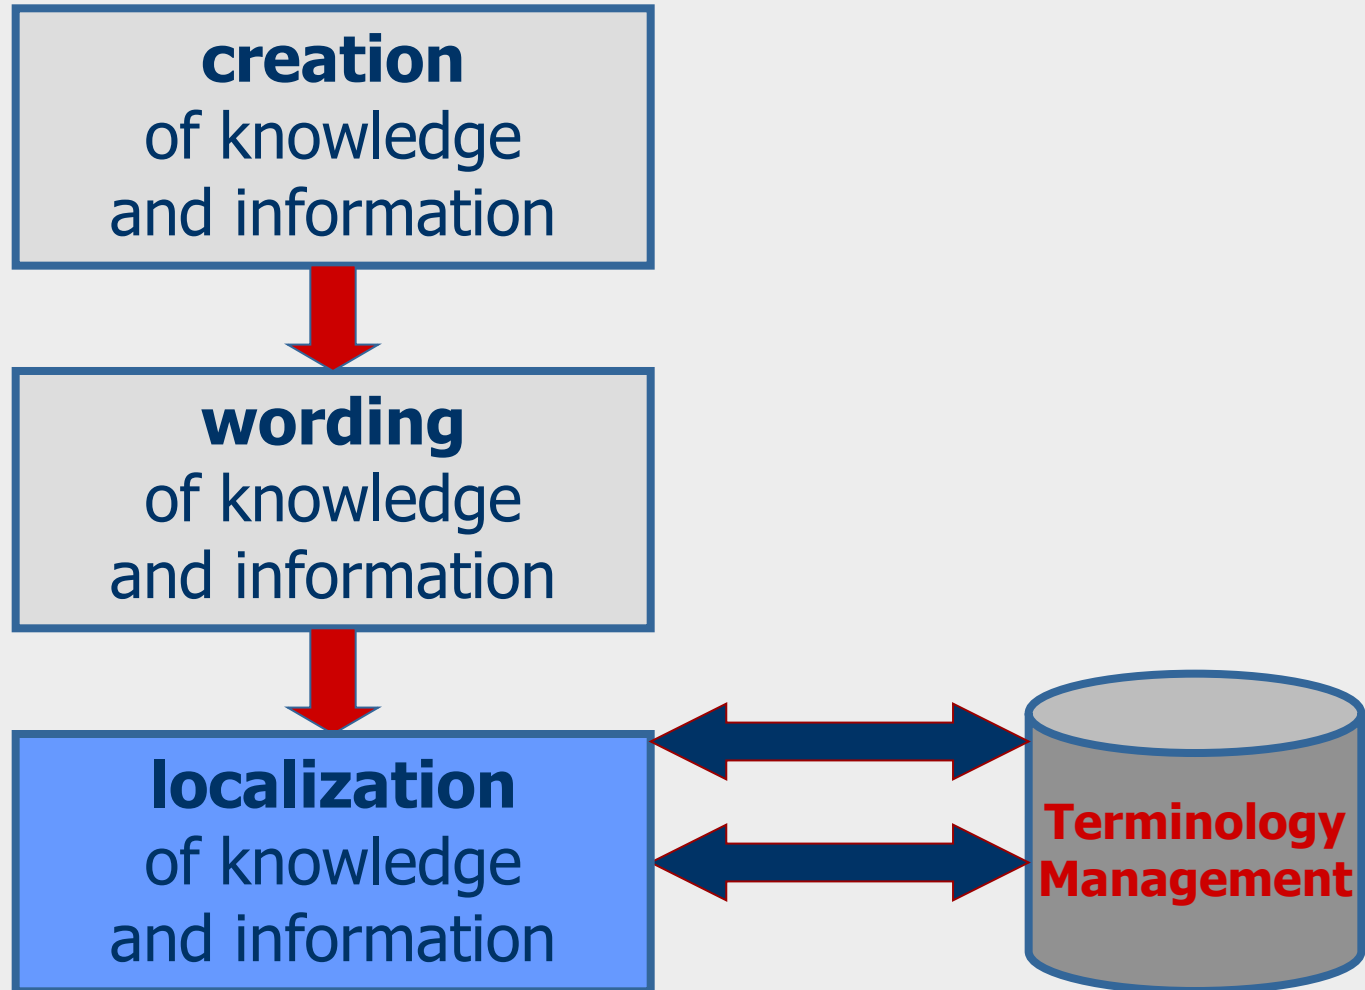 creation
of knowledge
and information
wording
of knowledge
and information
localization
of knowledge
and information
Terminology
Management